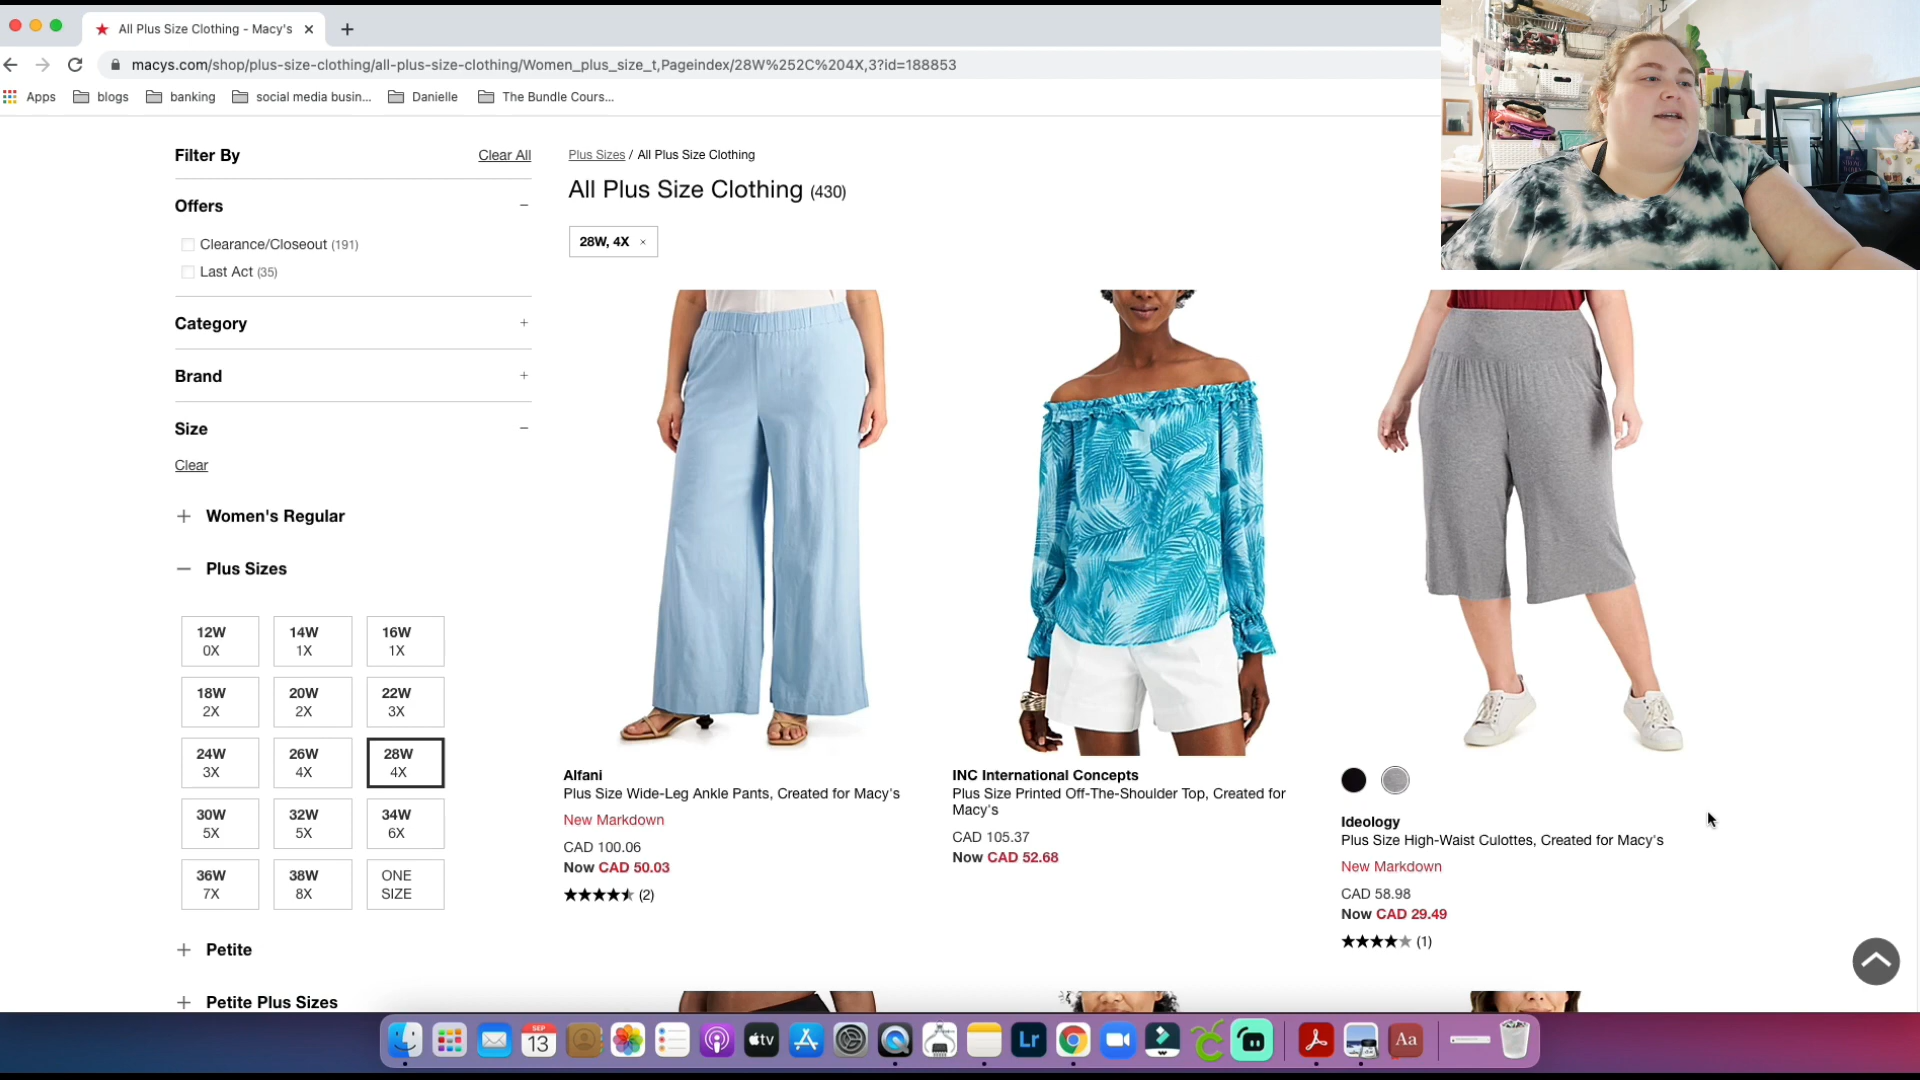 All Plus Size Clothing - Macy's
macys.com/shop/plus-size-clothing/all-plus-size-clothing/Women_plus_size_t,Pageindex/28W%252C%204X,3?id=188853
Apps blogs banking social media busin... Danielle The Bundle Cours...
Filter By Clear All
Offers
Clearance/Closeout (191)
Last Act (35)
Category
Brand
Size
Clear
Women's Regular
Plus Sizes
12W 14W 16W
0X 1X 1X
18W 20W 22W
2X 2X 3X
24W 26W 28W
3X 4X 4X
30W 32W 34W
5X 5X 6X
36W 38W ONE
7X 8X SIZE
Petite
Petite Plus Sizes
Plus Sizes / All Plus Size Clothing
All Plus Size Clothing (430)
28W, 4X ×
Alfani
Plus Size Wide-Leg Ankle Pants, Created for Macy's
New Markdown
CAD 100.06
Now CAD 50.03
(2)
INC International Concepts
Plus Size Printed Off-The-Shoulder Top, Created for
Macy's
CAD 105.37
Now CAD 52.68
Ideology
Plus Size High-Waist Culottes, Created for Macy's
New Markdown
CAD 58.98
Now CAD 29.49
(1)
SEP
13
tv
Lr
Aa